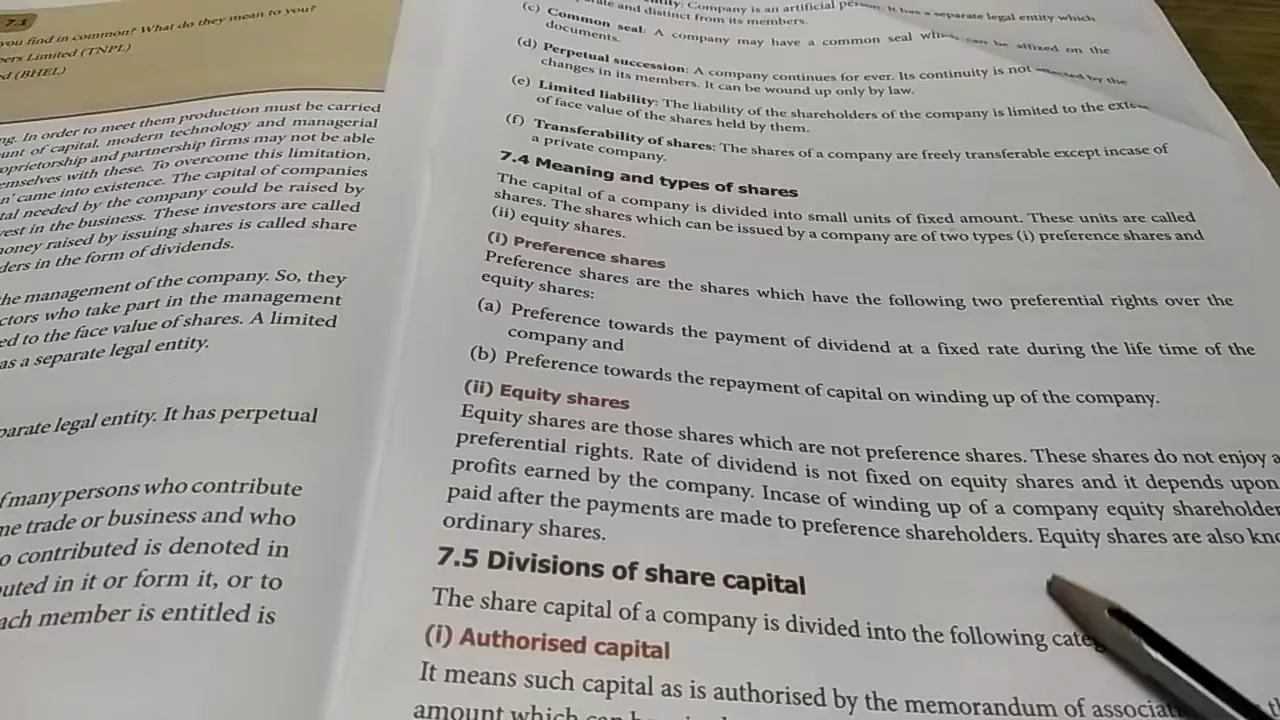 7.1
you find in common? What do they mean to you?
ers Limited (TNPL)
(BHEL)
ng. In order to meet them production must be carried
unt of capital, modern technology and managerial
oprietorship and partnership firms may not be able
emselves with these. To overcome this limitation,
n' came into existence. The capital of companies
tal needed by the company could be raised by
vest in the business. These investors are called
oney raised by issuing shares is called share
ders in the form of dividends.
he management of the company. So, they
ctors who take part in the management
ed to the face value of shares. A limited
as a separate legal entity.
parate legal entity. It has perpetual
f many persons who contribute
me trade or business and who
o contributed is denoted in
uted in it or form it, or to
ach member is entitled is
Company is an artificial person. It has a separate legal entity which
and distinct from its members.
(c) Common seal: A company may have a common seal which can be affixed on the
documents.
(d) Perpetual succession: A company continues for ever. Its continuity is not by the
changes in its members. It can be wound up only by law.
(e) Limited liability: The liability of the shareholders of the company is limited to the
of face value of the shares held by them.
(f) Transferability of shares: The shares of a company are freely transferable except incase of
a private company.
7.4 Meaning and types of shares
The capital of a company is divided into small units of fixed amount. These units are called
shares. The shares which can be issued by a company are of two types (i) preference shares and
(ii) equity shares.
(i) Preference shares
Preference shares are the shares which have the following two preferential rights over the
equity shares:
(a) Preference towards the payment of dividend at a fixed rate during the life time of the
company and
(b) Preference towards the repayment of capital on winding up of the company.
(ii) Equity shares
Equity shares are those shares which are not preference shares. These shares do not enjoy
preferential rights. Rate of dividend is not fixed on equity shares and it depends upon
profits earned by the company. Incase of winding up of a company equity shareholder
paid after the payments are made to preference shareholders. Equity shares are also
ordinary shares.
7.5 Divisions of share capital
The share capital of a company is divided into the following
(i) Authorised capital
It means such capital as is authorised by the memorandum of
amount which